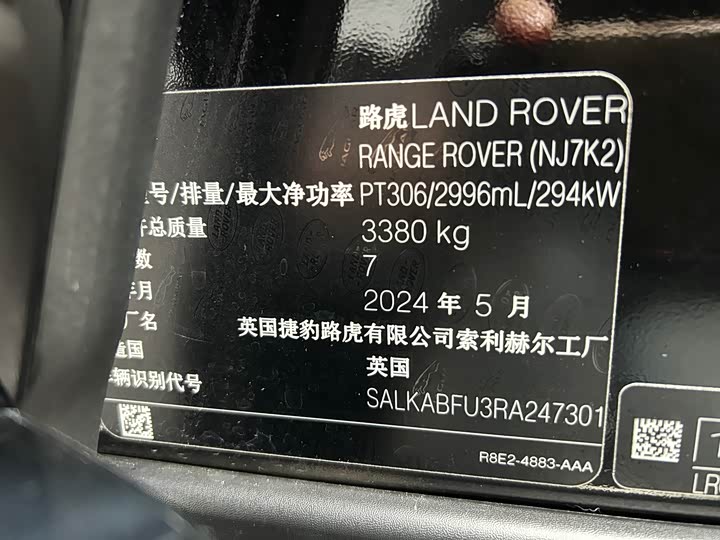 路虎LAND ROVER
RANGE ROVER (NJ7K2)
号/排量/最大净功率 PT306/2996mL/294kW
许总质量 3380 kg
数 7
年月 2024 年 5 月
厂名 英国捷豹路虎有限公司索利赫尔工厂
造国 英国
车辆识别代号 SALKABFU3RA247301
R8E2-4883-AAA
LR